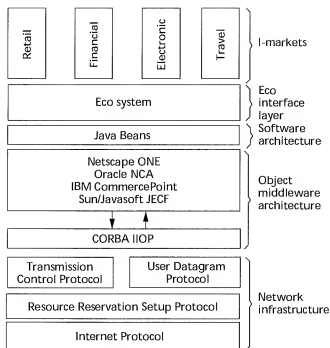 Retail
Financial
Electronic
Travel
I-markets
Eco system
Eco
interface
layer
Java Beans
Software
architecture
Netscape ONE
Oracle NCA
IBM CommercePoint
Sun/Javasoft JECF
Object
middleware
architecture
CORBA IIOP
Transmission
Control Protocol
User Datagram
Protocol
Resource Reservation Setup Protocol
Internet Protocol
Network
infrastructure